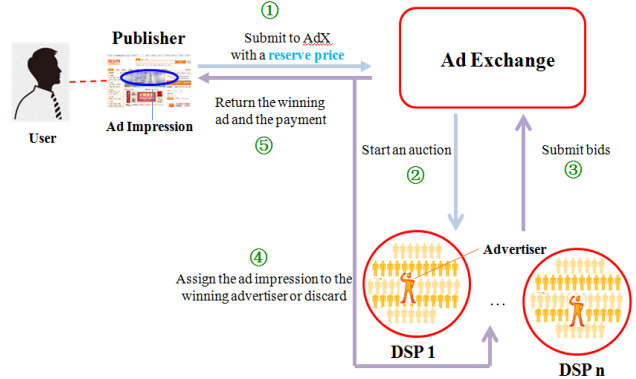 ①
Publisher
Submit to AdX
with a reserve price
Ad Exchange
User
Ad Impression
Return the winning
ad and the payment
⑤
Start an auction
②
Submit bids
③
④
Assign the ad impression to the
winning advertiser or discard
Advertiser
...
DSP 1
DSP n